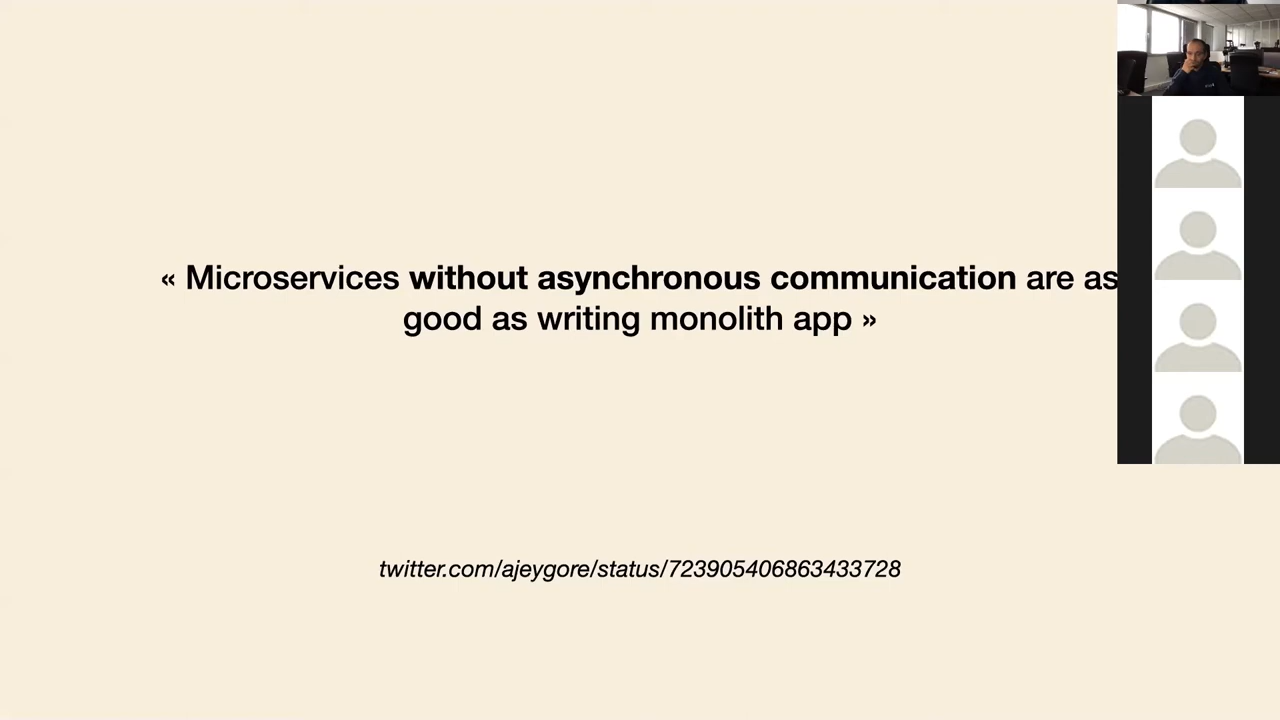 « Microservices without asynchronous communication are as
good as writing monolith app »
twitter.com/ajeygore/status/723905406863433728